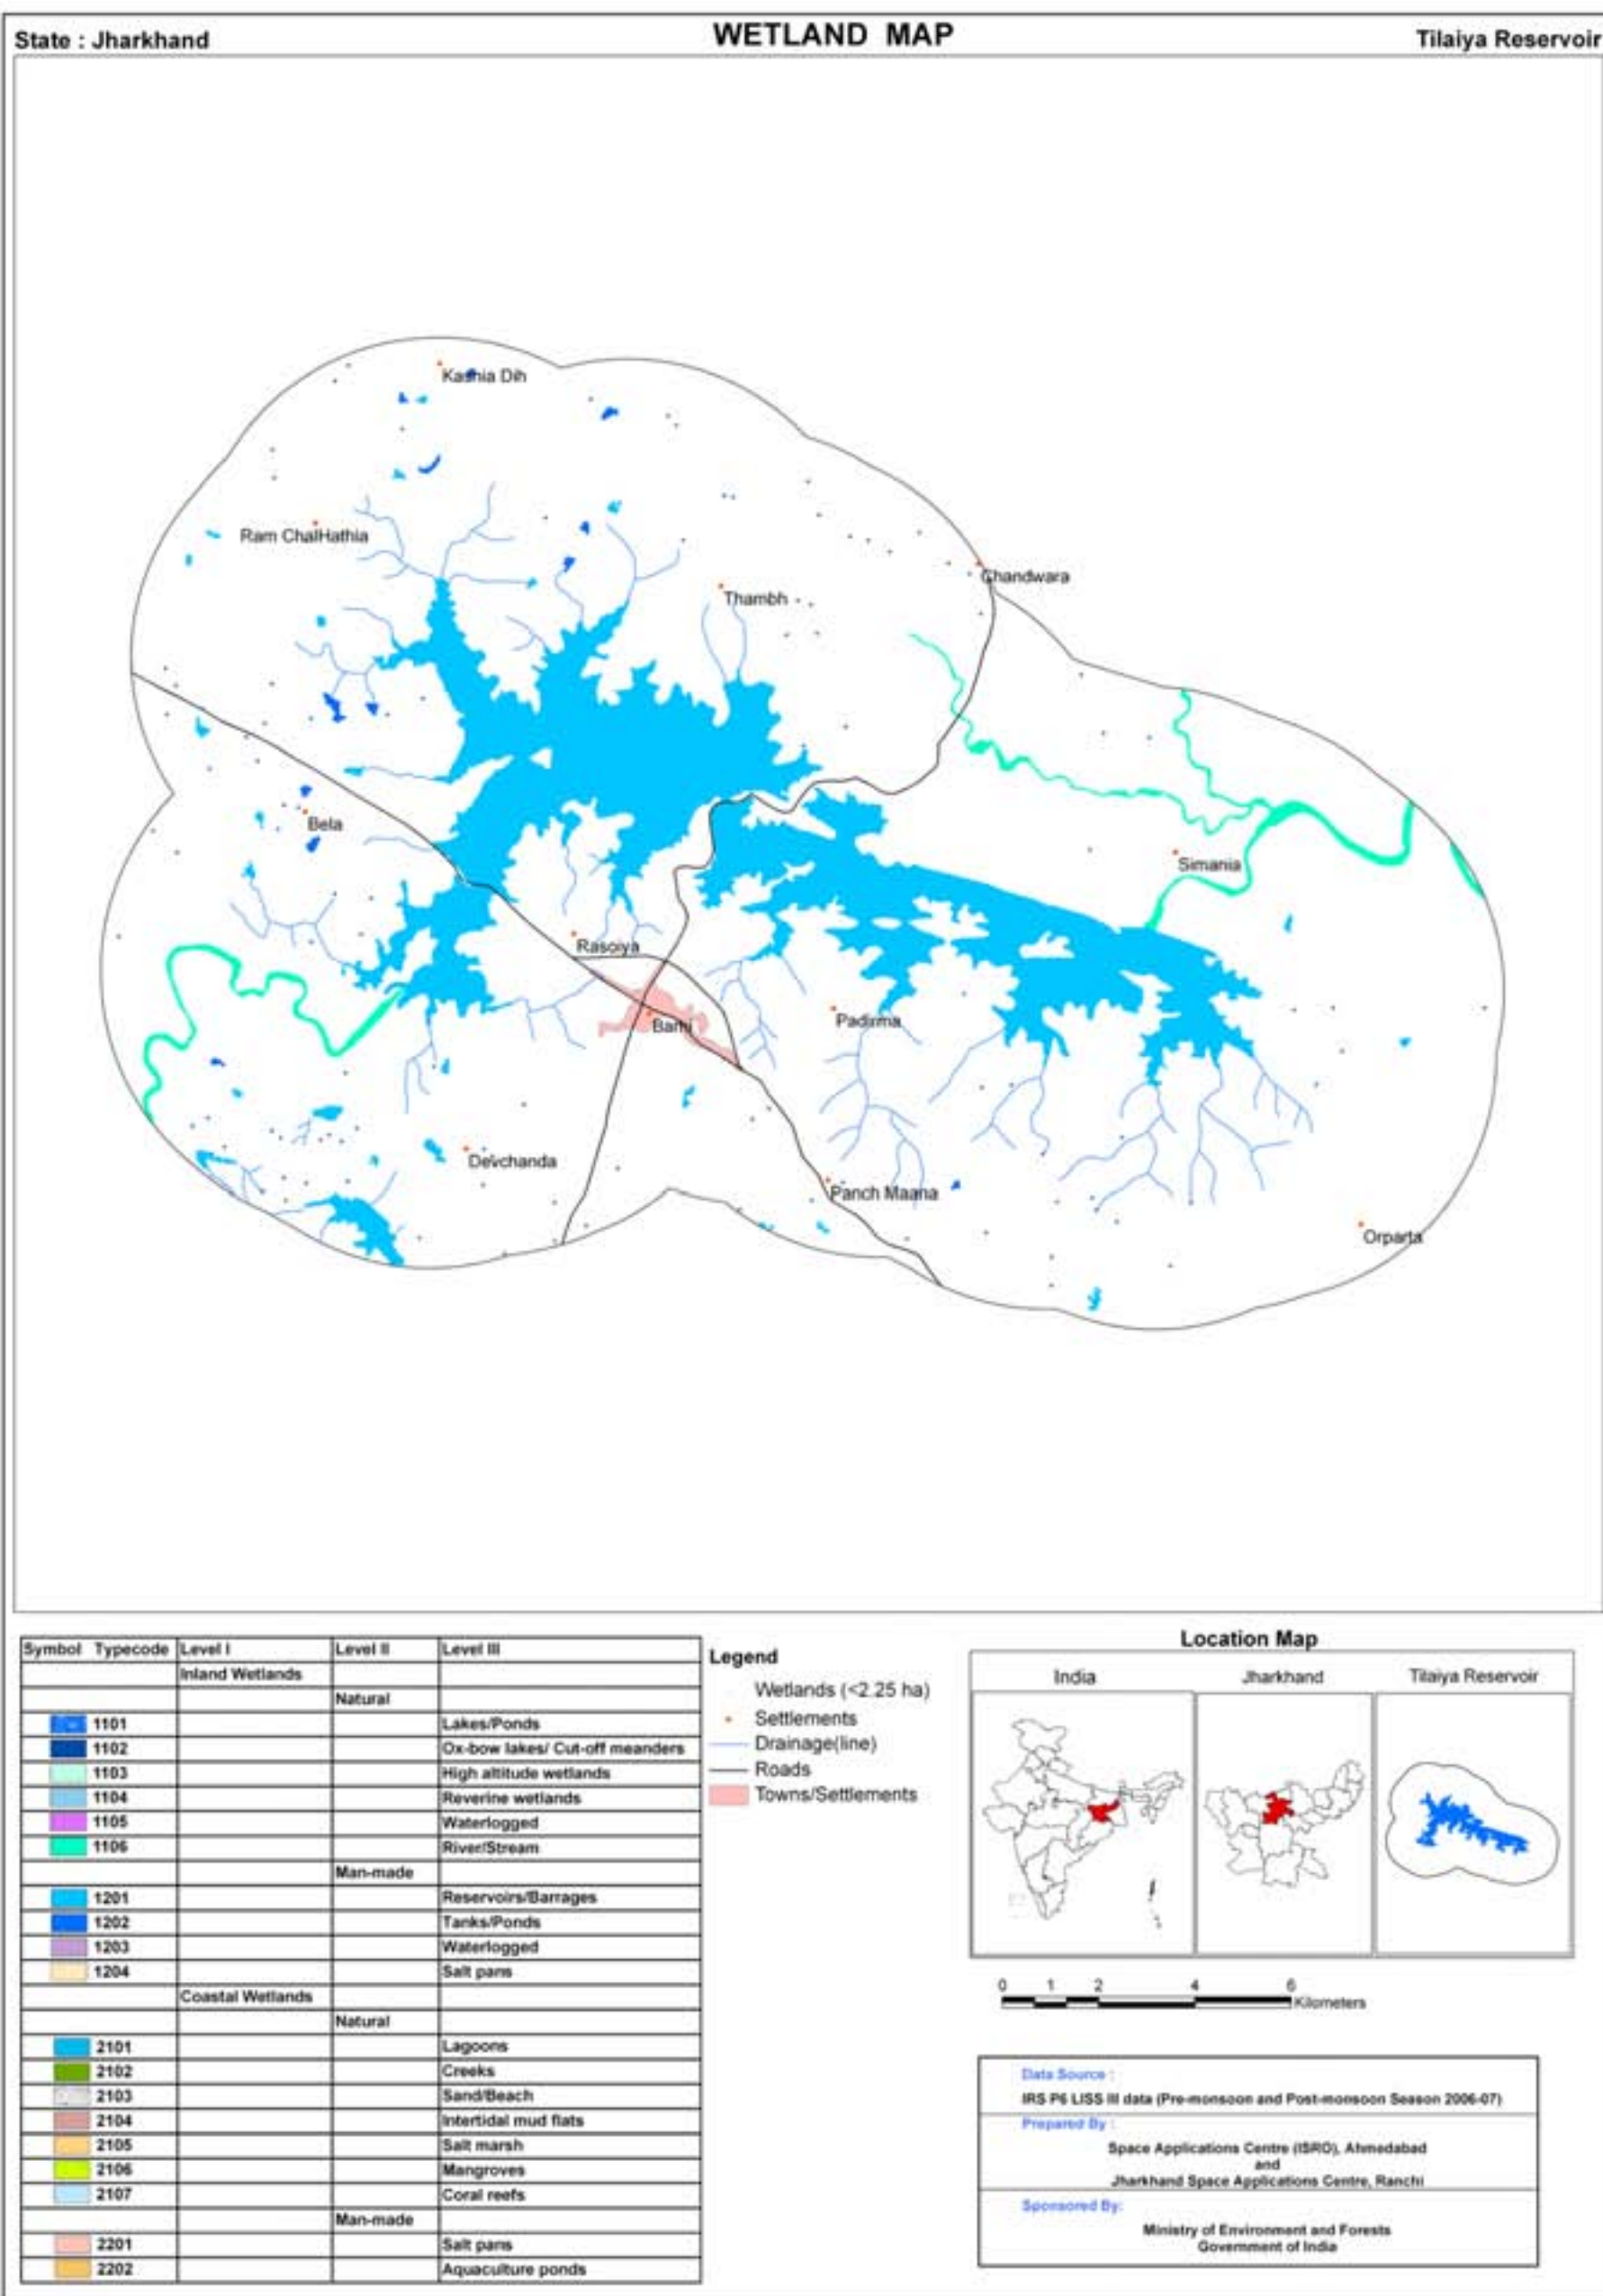 State : Jharkhand
WETLAND MAP
Tilaiya Reservoir
Kashia Dih
Ram ChalHathia
Chandwara
Thambh
Bela
Simania
Rasoiya
Barhi
Padirma
Devchanda
Panch Maana
Orparta
Symbol Typecode Level I Level II Level III
Inland Wetlands
Natural
1101 Lakes/Ponds
1102 Ox-bow lakes/ Cut-off meanders
1103 High altitude wetlands
1104 Reverine wetlands
1105 Waterlogged
1106 River/Stream
Man-made
1201 Reservoirs/Barrages
1202 Tanks/Ponds
1203 Waterlogged
1204 Salt pans
Coastal Wetlands
Natural
2101 Lagoons
2102 Creeks
2103 Sand/Beach
2104 Intertidal mud flats
2105 Salt marsh
2106 Mangroves
2107 Coral reefs
Man-made
2201 Salt pans
2202 Aquaculture ponds
Legend
Wetlands (<2.25 ha)
Settlements
Drainage(line)
Roads
Towns/Settlements
Location Map
India Jharkhand Tilaiya Reservoir
0 1 2 4 6
Kilometers
Data Source :
IRS P6 LISS III data (Pre-monsoon and Post-monsoon Season 2006-07)
Prepared By :
Space Applications Centre (ISRO), Ahmedabad
and
Jharkhand Space Applications Centre, Ranchi
Sponsored By:
Ministry of Environment and Forests
Government of India